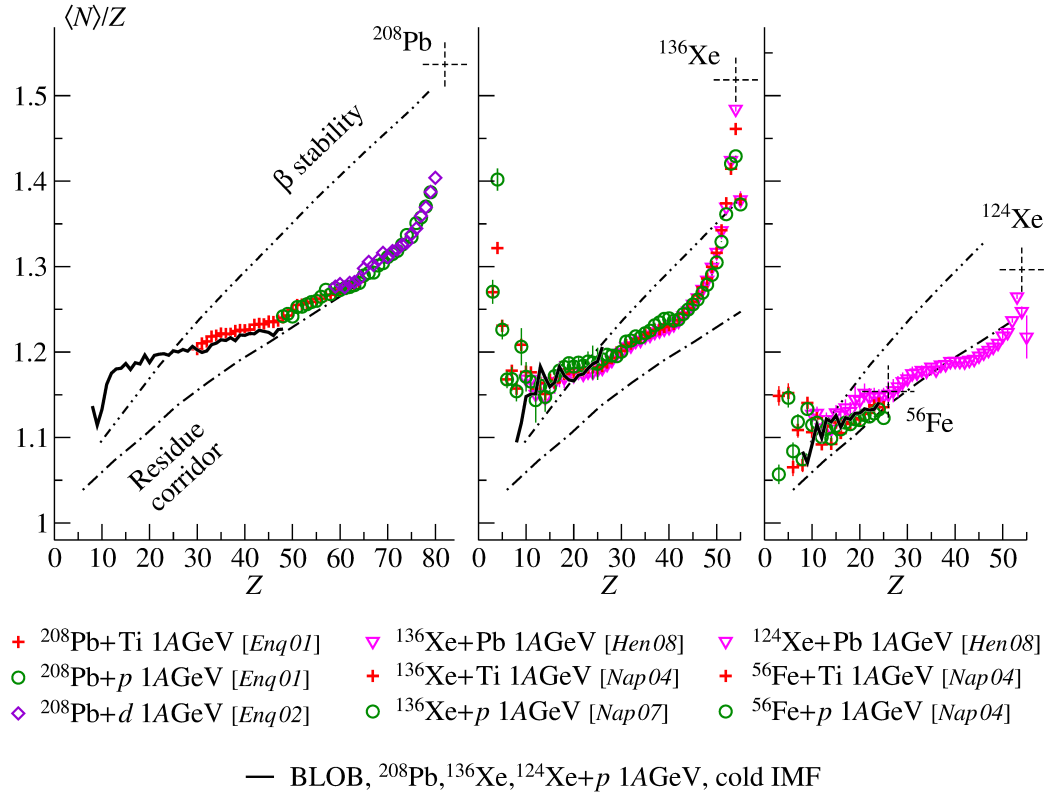 ⟨N⟩/Z
²⁰⁸Pb
¹³⁶Xe
¹²⁴Xe
⁵⁶Fe
β stability
Residue
corridor
1.5
1.4
1.3
1.2
1.1
1
0 10 20 30 40 50 60 70 80
0 10 20 30 40 50
0 10 20 30 40 50
Z Z Z
²⁰⁸Pb+Ti 1AGeV [Enq01]
²⁰⁸Pb+p 1AGeV [Enq01]
²⁰⁸Pb+d 1AGeV [Enq02]
¹³⁶Xe+Pb 1AGeV [Hen08]
¹³⁶Xe+Ti 1AGeV [Nap04]
¹³⁶Xe+p 1AGeV [Nap07]
¹²⁴Xe+Pb 1AGeV [Hen08]
⁵⁶Fe+Ti 1AGeV [Nap04]
⁵⁶Fe+p 1AGeV [Nap04]
BLOB, ²⁰⁸Pb,¹³⁶Xe,¹²⁴Xe+p 1AGeV, cold IMF